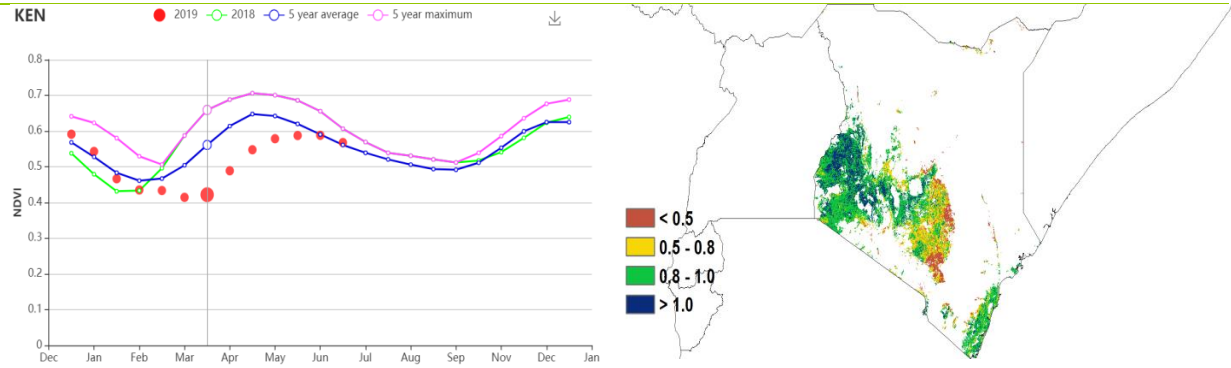 KEN
2019 2018 5 year average 5 year maximum
0.8
0.7
0.6
0.5
0.4
0.3
0.2
0.1
0
NDVI
Dec Jan Feb Mar Apr May Jun Jul Aug Sep Nov Dec Jan
< 0.5
0.5 - 0.8
0.8 - 1.0
> 1.0